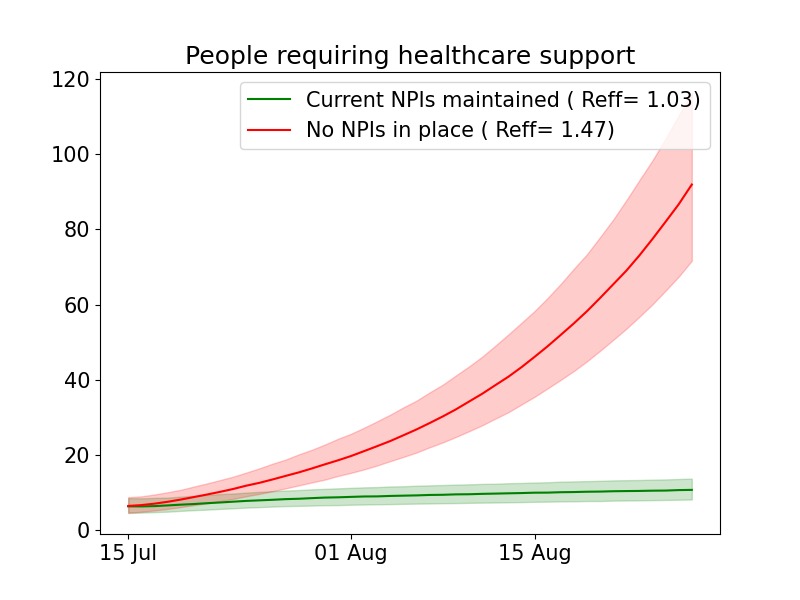 People requiring healthcare support
120
Current NPIs maintained ( Reff= 1.03)
No NPIs in place ( Reff= 1.47)
100
80
60
40
20
0
15 Jul
01 Aug
15 Aug